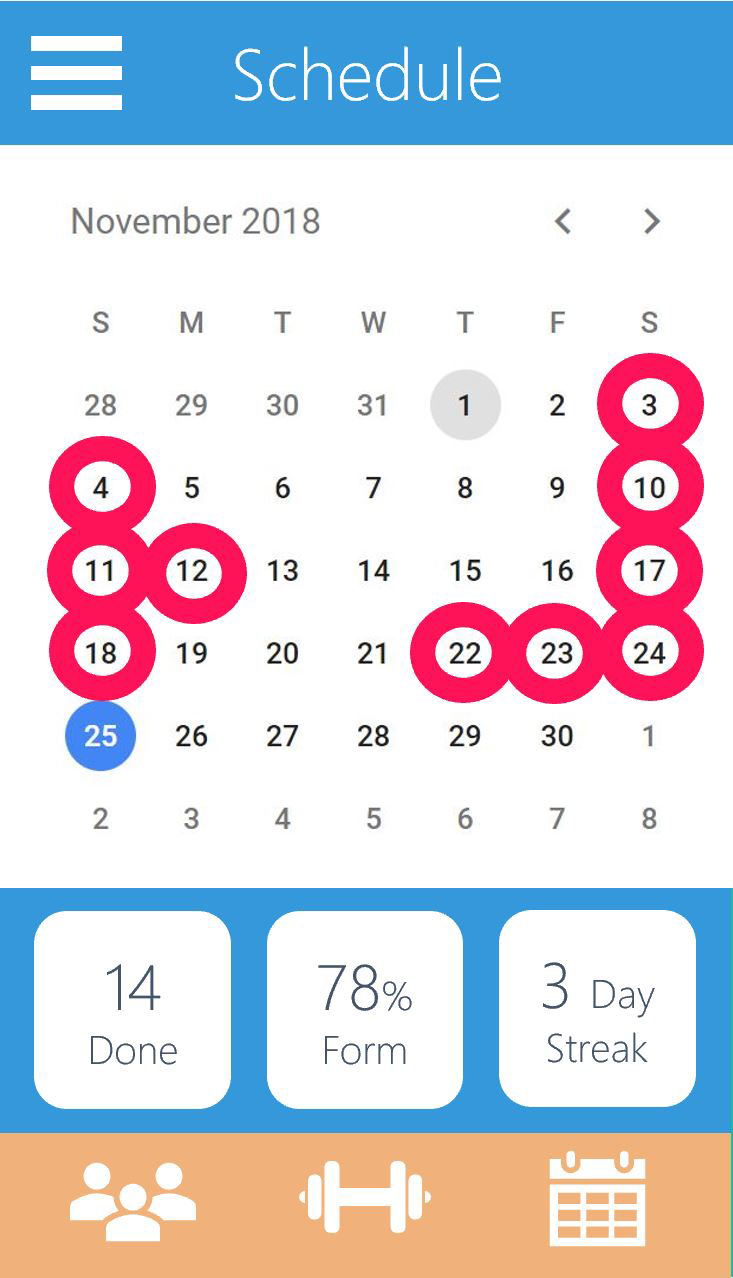 Schedule
November 2018
S M T W T F S
28 29 30 31 1 2 3
4 5 6 7 8 9 10
11 12 13 14 15 16 17
18 19 20 21 22 23 24
25 26 27 28 29 30 1
2 3 4 5 6 7 8
14 78% 3 Day
Done Form Streak